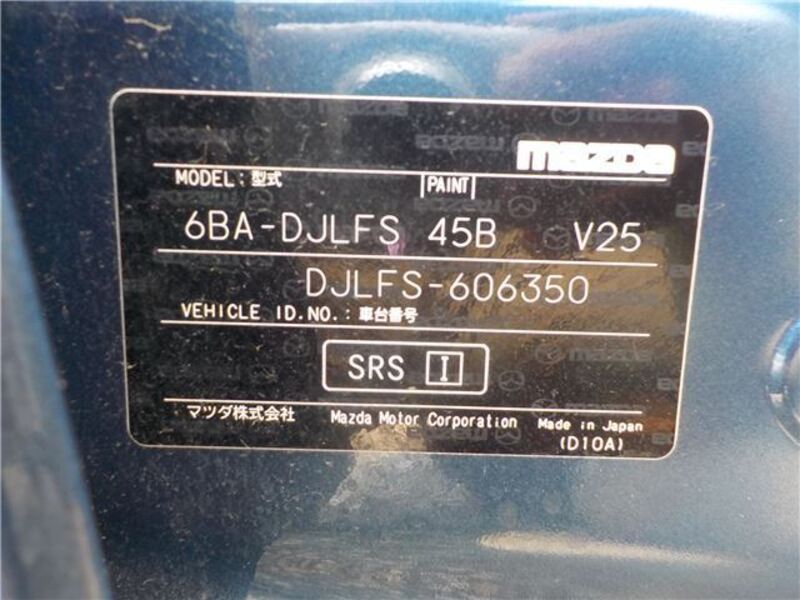 mazda
MODEL: 型式 PAINT
6BA-DJLFS 45B V25
DJLFS-606350
VEHICLE ID.NO.: 車台番号
SRS I
マツダ株式会社 Mazda Motor Corporation Made in Japan
(D10A)